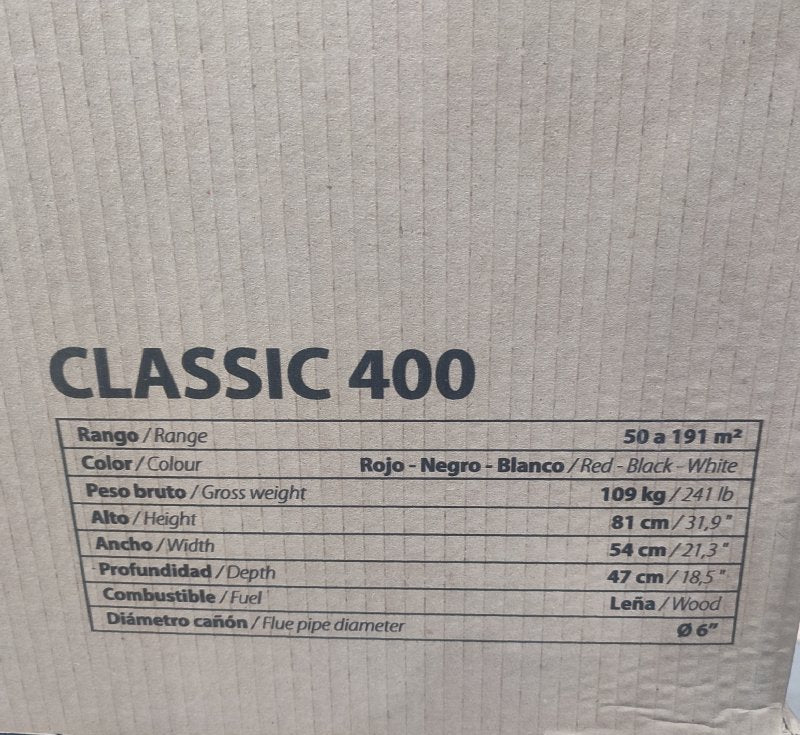 CLASSIC 400
Rango / Range 50 a 191 m²
Color / Colour Rojo - Negro - Blanco / Red - Black - White
Peso bruto / Gross weight 109 kg / 241 lb
Alto / Height 81 cm / 31,9"
Ancho / Width 54 cm / 21,3"
Profundidad / Depth 47 cm / 18,5"
Combustible / Fuel Leña / Wood
Diámetro cañón / Flue pipe diameter Ø 6"